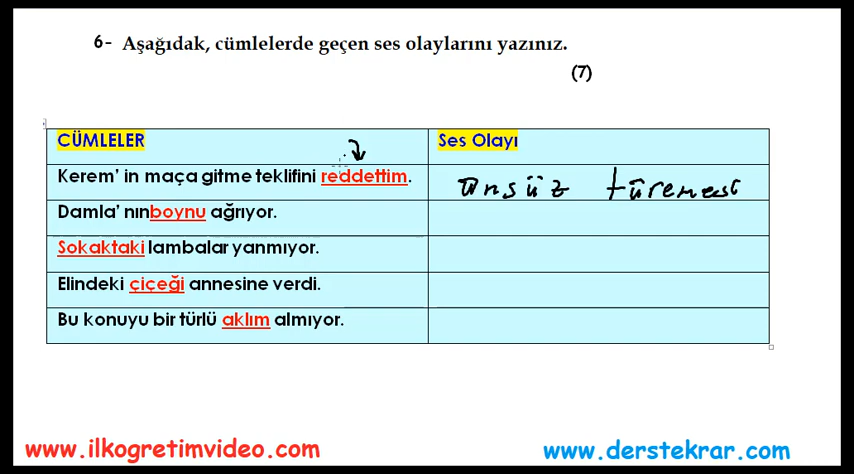 6- Aşağıdak, cümlelerde geçen ses olaylarını yazınız.
(7)
CÜMLELER Ses Olayı
Kerem' in maça gitme teklifini reddettim. ünsüz türemesi
Damla' nınboynu ağrıyor.
Sokaktaki lambalar yanmıyor.
Elindeki çiçeği annesine verdi.
Bu konuyu bir türlü aklım almıyor.
www.ilkogretimvideo.com www.derstekrar.com